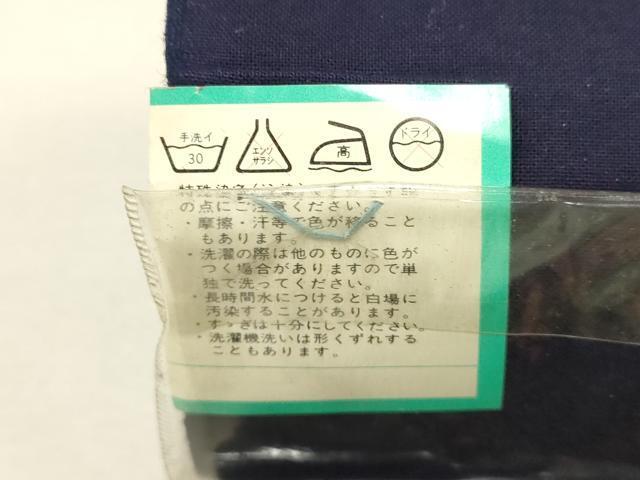 手洗イ
30
エンソ
サラシ
高
ドライ
特殊染色
の点にご注意ください。
・摩擦・汗等で色が移ること
もあります。
・洗濯の際は他のものに色が
つく場合がありますので単
独で洗ってください。
・長時間水につけると白場に
汚染することがあります。
・すゝぎは十分にしてください。
・洗濯機洗いは形くずれする
こともあります。